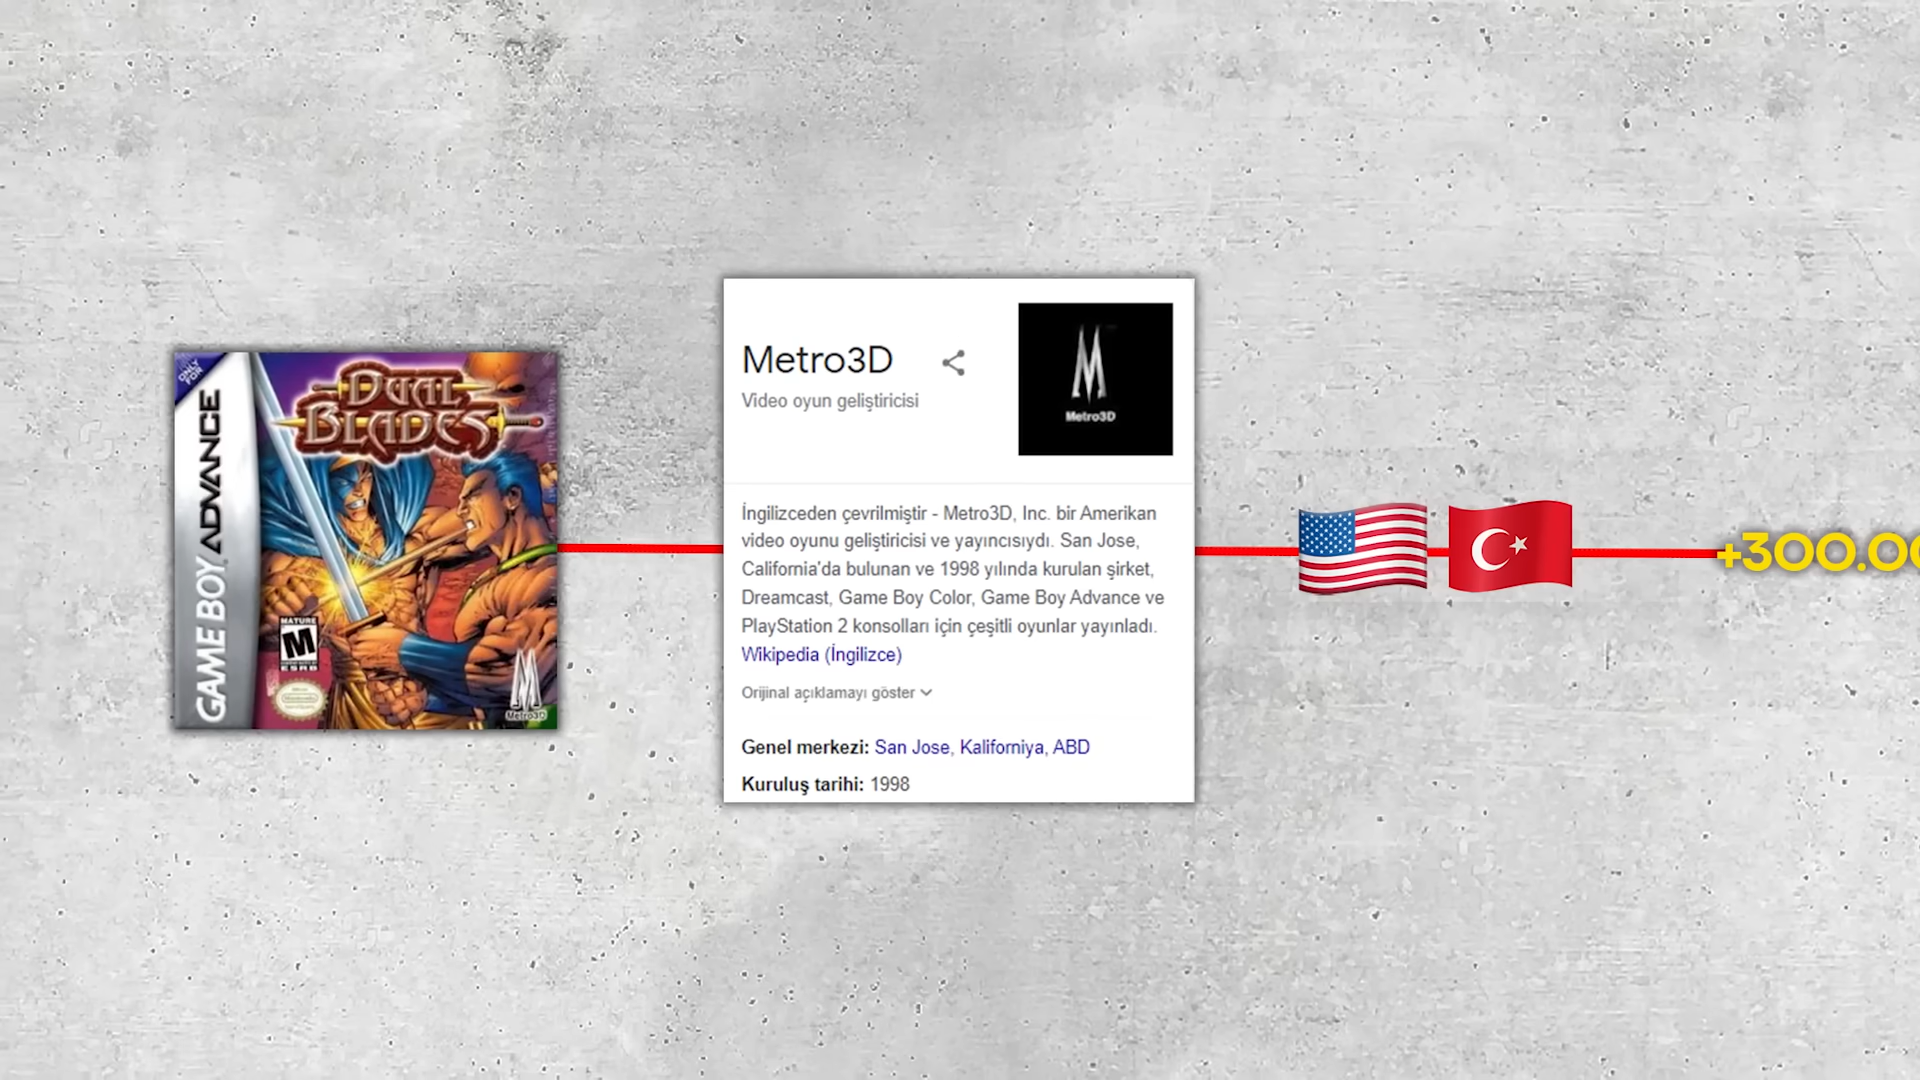 ONLY
FOR
GAME BOY ADVANCE
DUAL
BLADES
MATURE
M
ESRB
Metro3D
Metro3D
Video oyun geliştiricisi
Metro3D
İngilizceden çevrilmiştir - Metro3D, Inc. bir Amerikan
video oyunu geliştiricisi ve yayıncısıydı. San Jose,
California'da bulunan ve 1998 yılında kurulan şirket,
Dreamcast, Game Boy Color, Game Boy Advance ve
PlayStation 2 konsolları için çeşitli oyunlar yayınladı.
Wikipedia (İngilizce)
Orijinal açıklamayı göster
Genel merkezi: San Jose, Kaliforniya, ABD
Kuruluş tarihi: 1998
+300.00